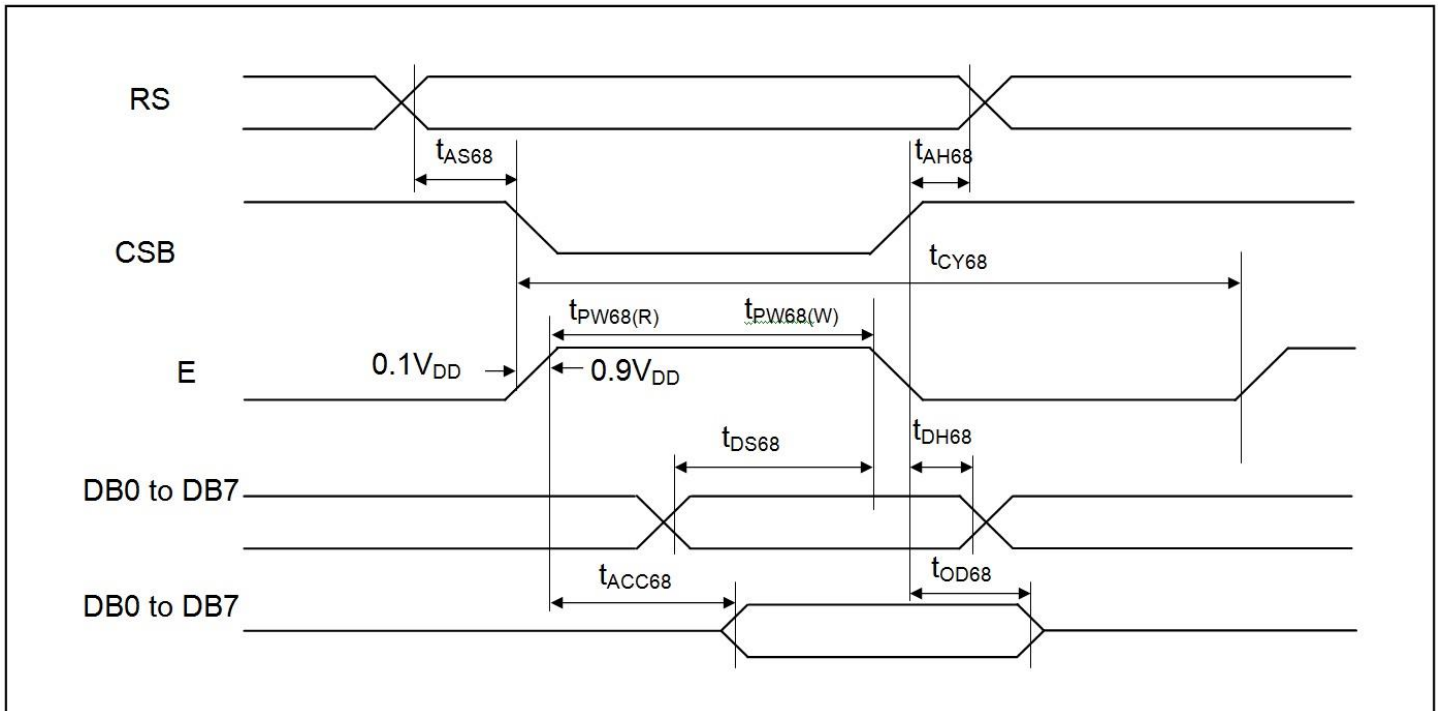 RS
tAS68
tAH68
CSB
tCY68
tPW68(R)
tPW68(W)
E
0.1VDD
0.9VDD
tDS68
tDH68
DB0 to DB7
tACC68
tOD68
DB0 to DB7